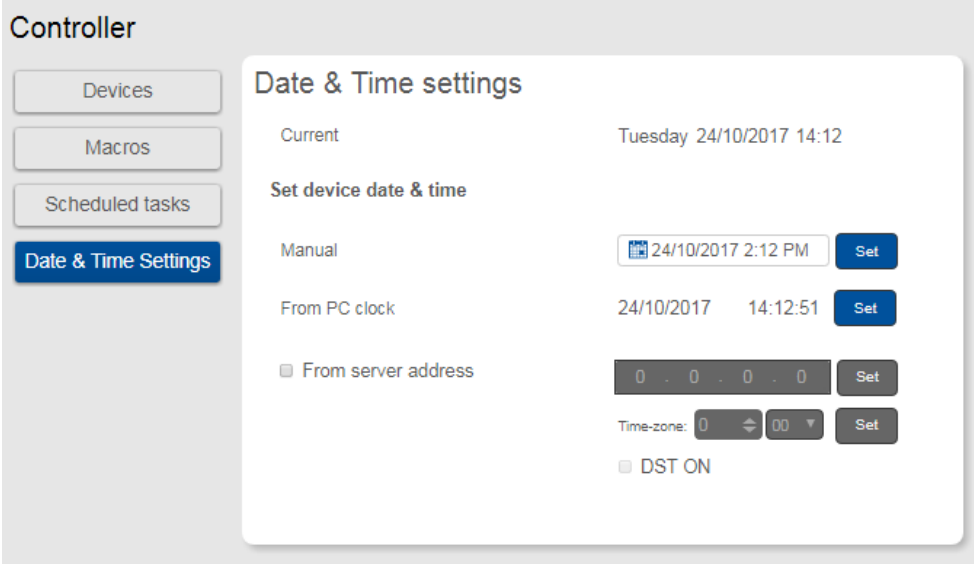 Controller
Devices
Macros
Scheduled tasks
Date & Time Settings
Date & Time settings
Current Tuesday 24/10/2017 14:12
Set device date & time
Manual 24/10/2017 2:12 PM Set
From PC clock 24/10/2017 14:12:51 Set
From server address 0 . 0 . 0 . 0 Set
Time-zone: 0 00 Set
DST ON